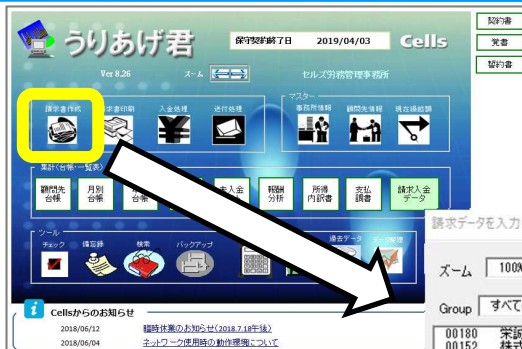 うりあげ君
保守契約終了日 2019/04/03
Cells
契約書
覚書
誓約書
Ver 8.26
ズーム
セルズ労務管理事務所
マスター
請求書作成
求書印刷
入金処理
送付処理
事務所情報
顧問先情報
現在級総額
集計(台帳・一覧表)
顧問先台帳
月別台帳
台帳
未入金
報酬分析
所得内訳書
支払調書
請求入金データ
ツール
チェック
備忘録
検索
バックアップ
過去データ
請求データを入力
ズーム 100%
Group すべて
00180 栄
00152 株式
Cellsからのお知らせ
2018/06/12 臨時休業のお知らせ(2018.7.18午後)
2018/06/04 ネットワーク使用時の動作環境について